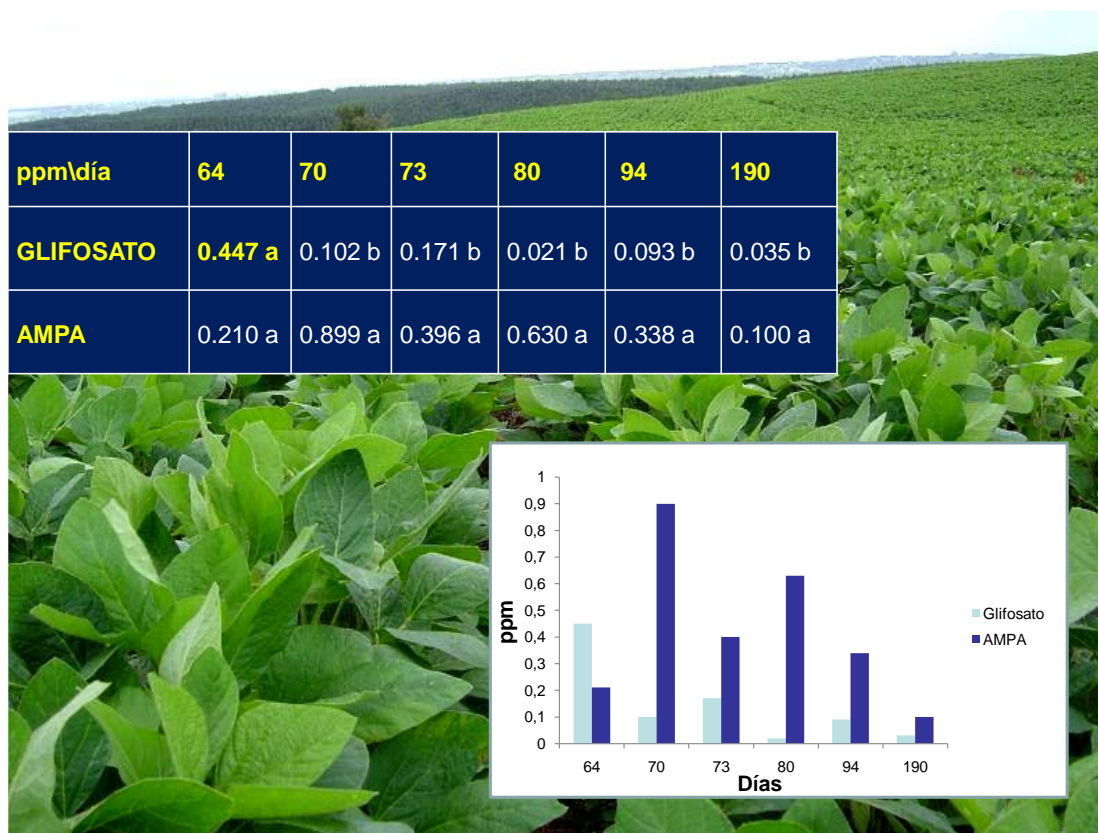 ppm\día 64 70 73 80 94 190
GLIFOSATO 0.447 a 0.102 b 0.171 b 0.021 b 0.093 b 0.035 b
AMPA 0.210 a 0.899 a 0.396 a 0.630 a 0.338 a 0.100 a
1
0,9
0,8
0,7
0,6
0,5
0,4
0,3
0,2
0,1
0
ppm
64 70 73 80 94 190
Días
Glifosato
AMPA